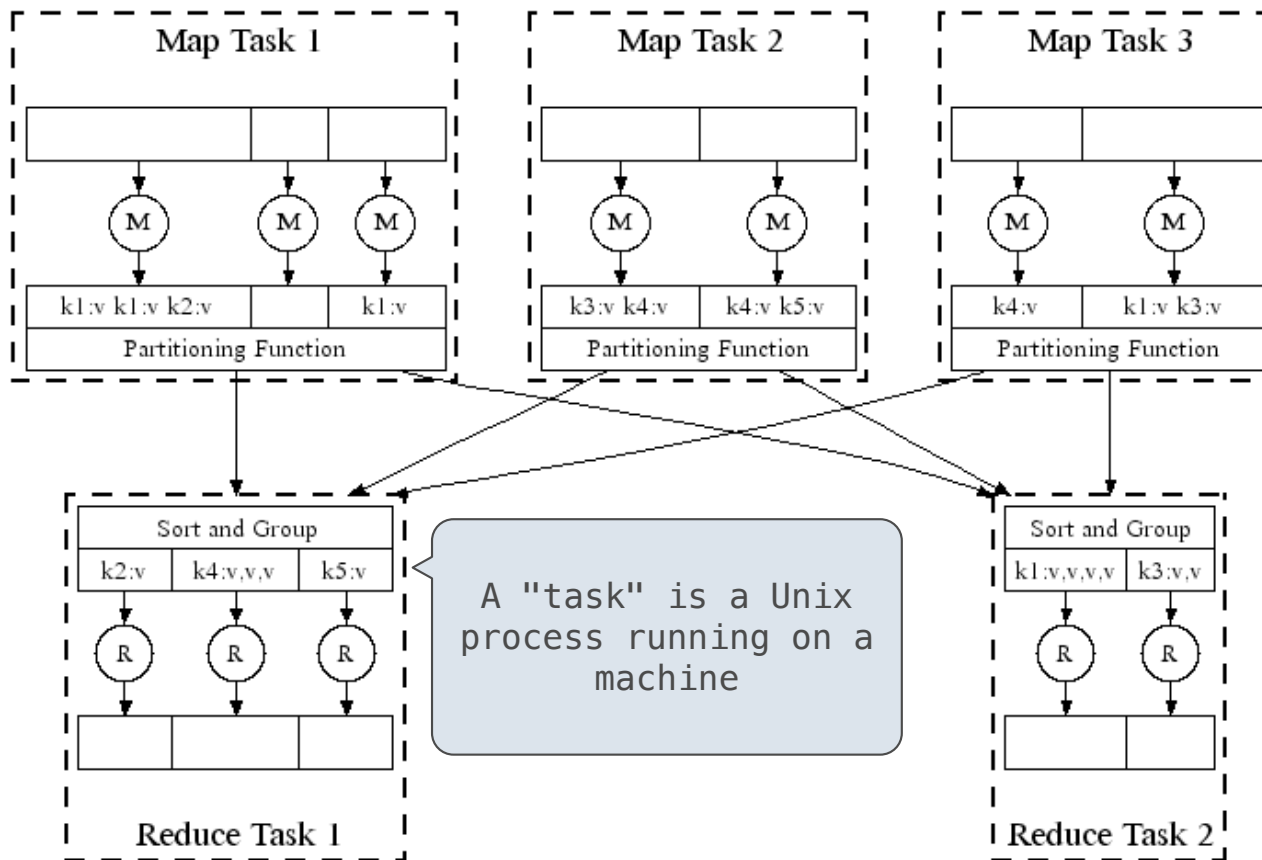 Map Task 1
Map Task 2
Map Task 3
M
M
M
M
M
M
M
k1:v k1:v k2:v
k1:v
k3:v k4:v
k4:v k5:v
k4:v
k1:v k3:v
Partitioning Function
Partitioning Function
Partitioning Function
Sort and Group
Sort and Group
k2:v
k4:v,v,v
k5:v
k1:v,v,v,v
k3:v,v
A "task" is a Unix
process running on a
machine
R
R
R
R
R
Reduce Task 1
Reduce Task 2